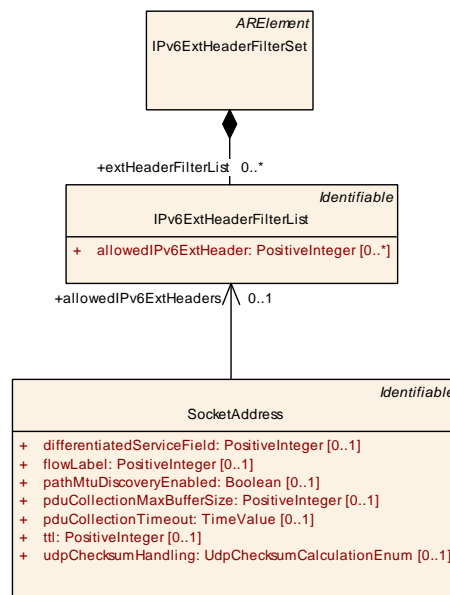 ARElement
IPv6ExtHeaderFilterSet
+extHeaderFilterList 0..*
Identifiable
IPv6ExtHeaderFilterList
+ allowedIPv6ExtHeader: PositiveInteger [0..*]
+allowedIPv6ExtHeaders 0..1
Identifiable
SocketAddress
+ differentiatedServiceField: PositiveInteger [0..1]
+ flowLabel: PositiveInteger [0..1]
+ pathMtuDiscoveryEnabled: Boolean [0..1]
+ pduCollectionMaxBufferSize: PositiveInteger [0..1]
+ pduCollectionTimeout: TimeValue [0..1]
+ ttl: PositiveInteger [0..1]
+ udpChecksumHandling: UdpChecksumCalculationEnum [0..1]